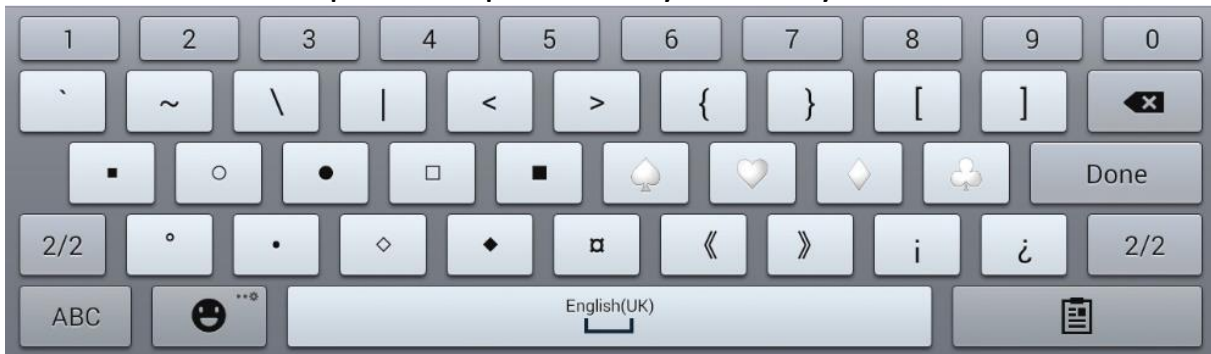 1 2 3 4 5 6 7 8 9 0
` ~ \ | < > { } [ ]
▪ ○ ● □ ■ ♤ ♡ ♢ ♧ Done
2/2 ° • ◇ ◆ ¤ 《 》 ¡ ¿ 2/2
English(UK)
ABC